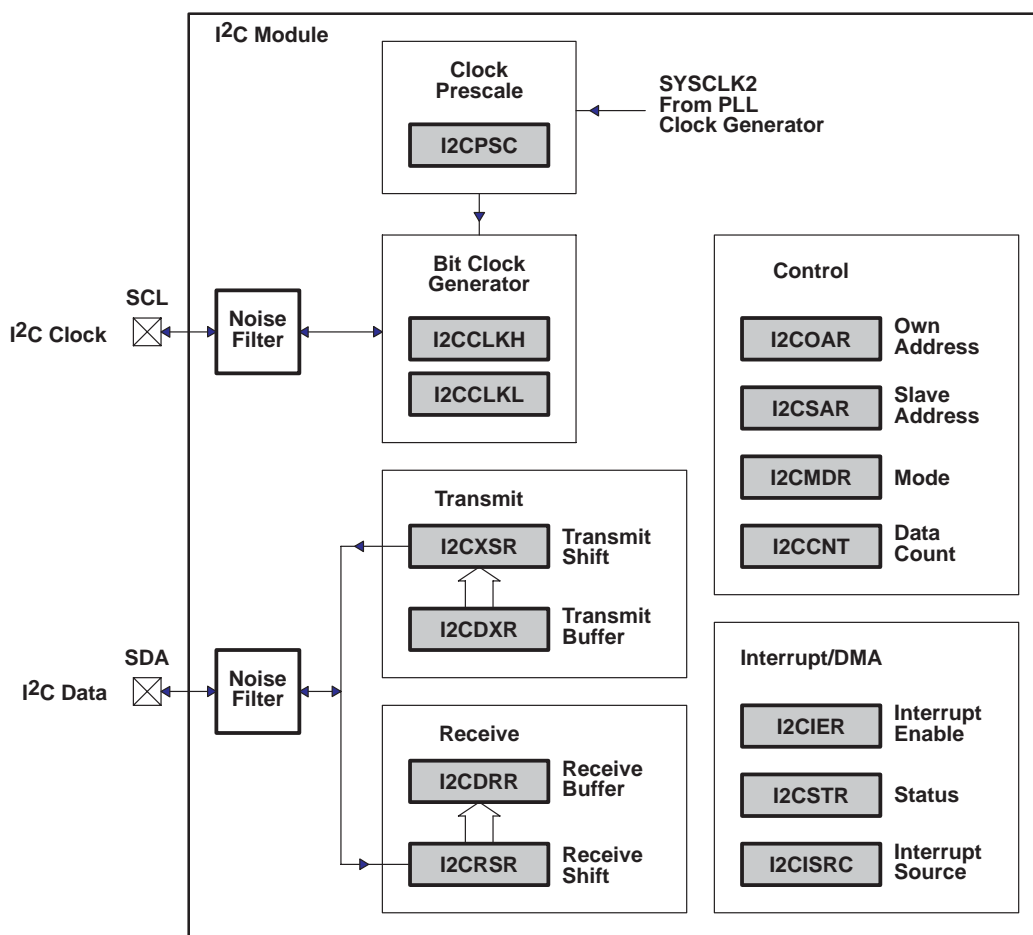 I2C Module
Clock
Prescale
I2CPSC
SYSCLK2
From PLL
Clock Generator
Bit Clock
Generator
I2CCLKH
I2CCLKL
SCL
I2C Clock
Noise
Filter
Control
I2COAR
Own
Address
I2CSAR
Slave
Address
I2CMDR
Mode
I2CCNT
Data
Count
Transmit
I2CXSR
Transmit
Shift
I2CDXR
Transmit
Buffer
SDA
I2C Data
Noise
Filter
Receive
I2CDRR
Receive
Buffer
I2CRSR
Receive
Shift
Interrupt/DMA
I2CIER
Interrupt
Enable
I2CSTR
Status
I2CISRC
Interrupt
Source